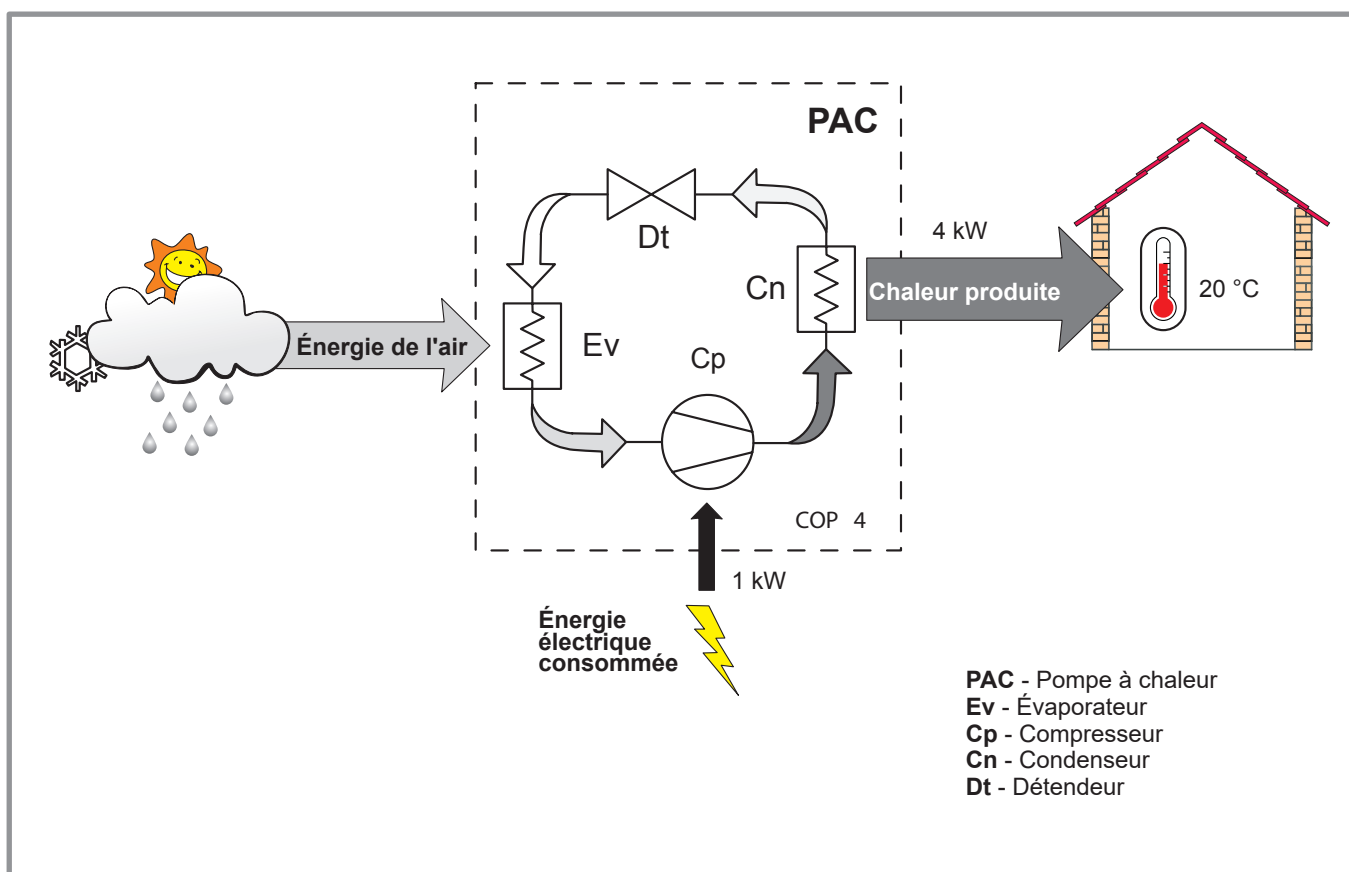 PAC
Dt
4 kW
Cn
Chaleur produite
20 °C
Énergie de l'air
Ev
Cp
COP 4
1 kW
Énergie
électrique
consommée
PAC - Pompe à chaleur
Ev - Évaporateur
Cp - Compresseur
Cn - Condenseur
Dt - Détendeur